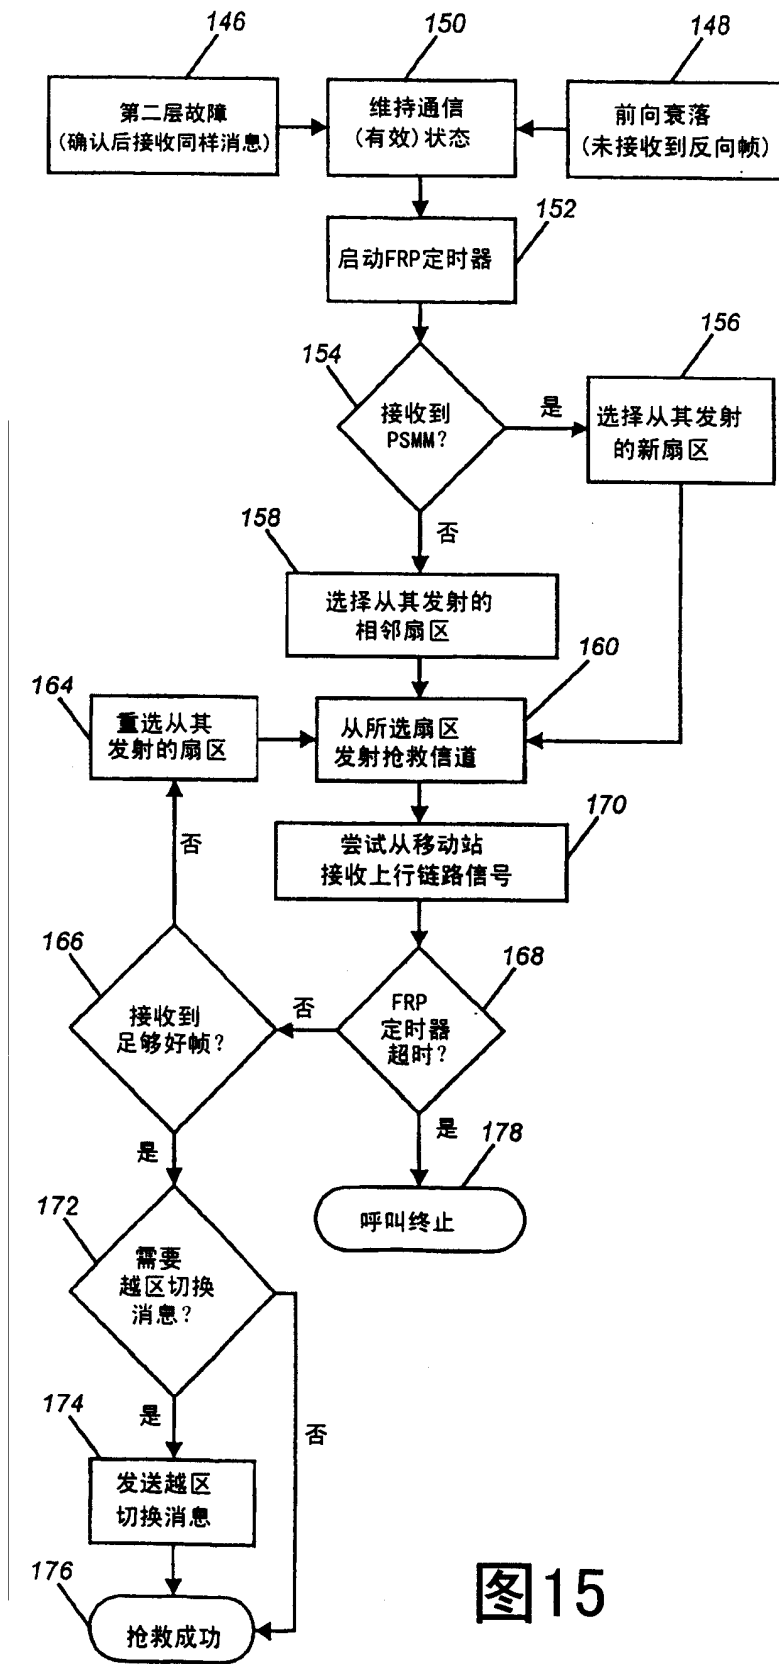 146
150
148
第二层故障
(确认后接收同样消息)
维持通信
(有效)状态
前向衰落
(未接收到反向帧)
152
启动FRP定时器
154
156
接收到
PSMM?
是
选择从其发射
的新扇区
158
否
选择从其发射的
相邻扇区
160
164
重选从其
发射的扇区
从所选扇区
发射抢救信道
170
否
尝试从移动站
接收上行链路信号
166
168
接收到
足够好帧?
否
FRP
定时器
超时?
是
是
178
172
呼叫终止
需要
越区切换
消息?
174
是
否
发送越区
切换消息
176
抢救成功
图15